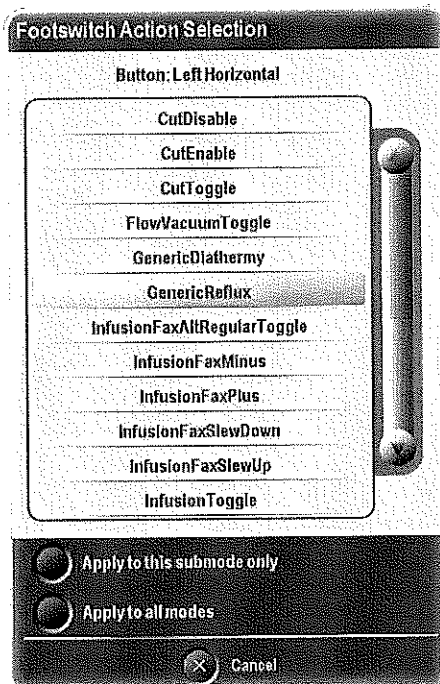 Footswitch Action Selection
Button: Left Horizontal
CutDisable
CutEnable
CutToggle
FlowVacuumToggle
GenericDiathermy
GenericReflux
InfusionFaxAltRegularToggle
InfusionFaxMinus
InfusionFaxPlus
InfusionFaxSlewDown
InfusionFaxSlewUp
InfusionToggle
Apply to this submode only
Apply to all modes
Cancel